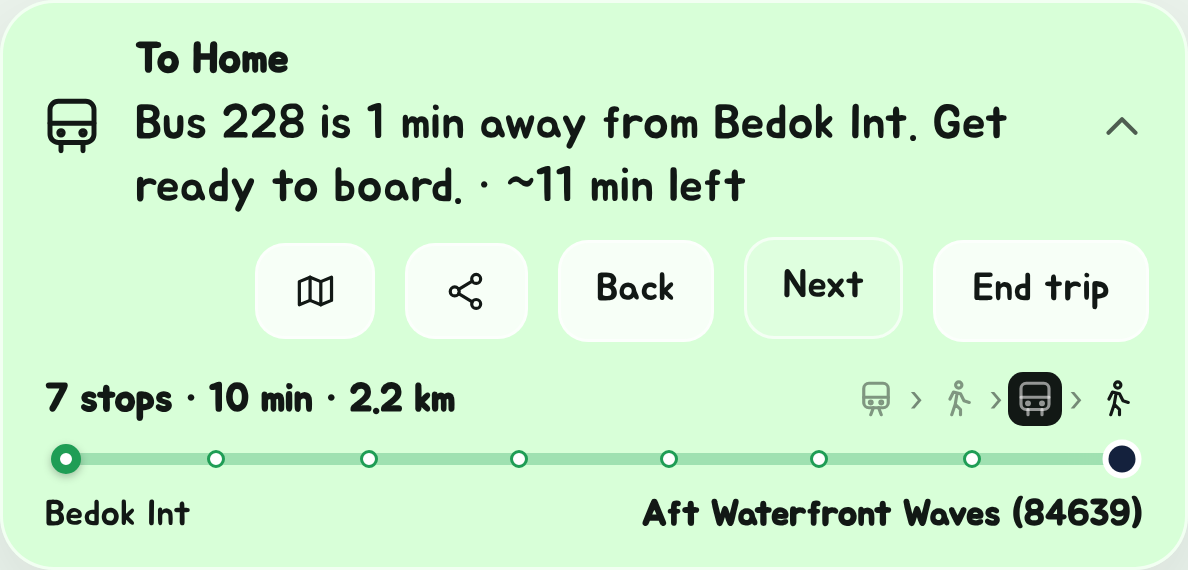 To Home
Bus 228 is 1 min away from Bedok Int. Get
ready to board. · ~11 min left
Back
Next
End trip
7 stops · 10 min · 2.2 km
Bedok Int
Aft Waterfront Waves (84639)